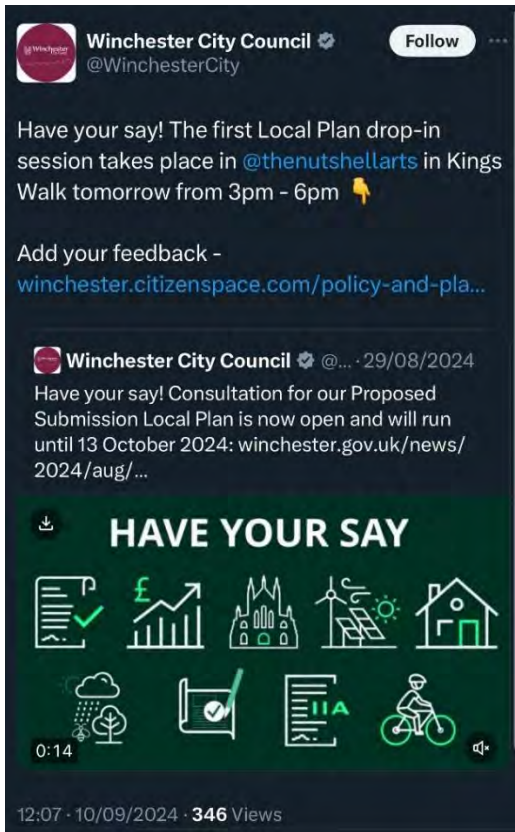 Winchester City Council
Follow
@WinchesterCity
Have your say! The first Local Plan drop-in
session takes place in @thenutshellarts in Kings
Walk tomorrow from 3pm - 6pm 👇
Add your feedback -
winchester.citizenspace.com/policy-and-pla...
Winchester City Council @... · 29/08/2024
Have your say! Consultation for our Proposed
Submission Local Plan is now open and will run
until 13 October 2024: winchester.gov.uk/news/
2024/aug/...
HAVE YOUR SAY
£
IIA
0:14
12:07 · 10/09/2024 · 346 Views